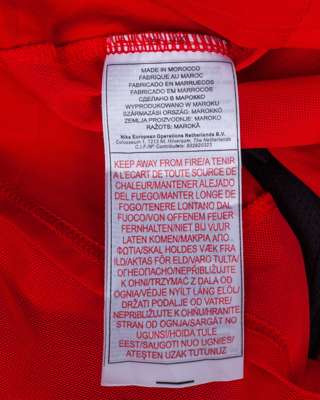 MADE IN MOROCCO
FABRIQUE AU MAROC
FABRICADO EN MARRUECOS
FABRICADO EM MARROCOS
СДЕЛАНО В МАРОККО
WYPRODUKOWANO W MAROKU
SZÁRMAZÁSI ORSZÁG: MAROKKÓ,
ZEMLJA PROIZVODNJE: MAROKO
RAŽOTS: MAROKĀ
Nike European Operations Netherlands B.V.
Colosseum 1, 1213 NL Hilversum, The Netherlands
KEEP AWAY FROM FIRE/A TENIR
A L'ECART DE TOUTE SOURCE DE
CHALEUR/MANTENER ALEJADO
DEL FUEGO/MANTER LONGE DE
FOGO/TENERE LONTANO DAL
FUOCO/VON OFFENEM FEUER
FERNHALTEN/NIET BIJ VUUR
LATEN KOMEN/ΜΑΚΡΙΑ ΑΠΟ
ΦΩΤΙΑ/SKAL HOLDES VÆK FRA
ILD/AKTAS FÖR ELD/VARO TULTA/
ОГНЕОПАСНО/NEPŘIBLIŽUJTE
K OHNI/TRZYMAĆ Z DALA OD
OGNIA/VÉDJE NYÍLT LÁNG ELŐL/
DRŽATI PODALJE OD VATRE/
NEPRIBLIŽUJTE K OHNU/HRANITE
STRAN OD OGNJA/SARGĀT NO
UGUNS!/HOIDA TULE
EEST/SAUGOTI NUO UGNIES/
ATEŞTEN UZAK TUTUNUZ